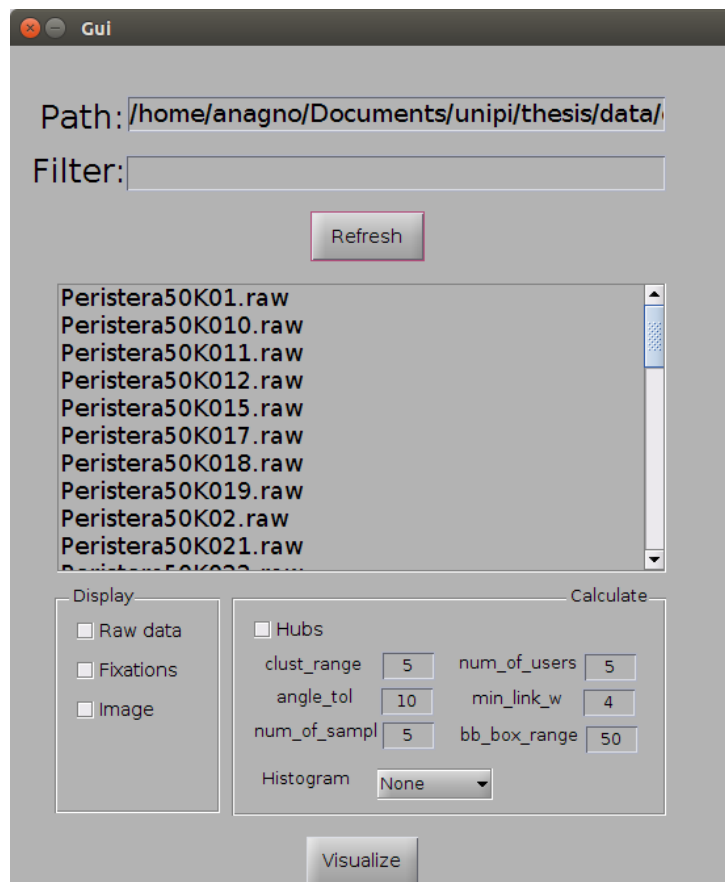 Gui
Path: /home/anagno/Documents/unipi/thesis/data/
Filter:
Refresh
Peristera50K01.raw
Peristera50K010.raw
Peristera50K011.raw
Peristera50K012.raw
Peristera50K015.raw
Peristera50K017.raw
Peristera50K018.raw
Peristera50K019.raw
Peristera50K02.raw
Peristera50K021.raw
Display
Raw data
Fixations
Image
Calculate
Hubs
clust_range 5 num_of_users 5
angle_tol 10 min_link_w 4
num_of_sampl 5 bb_box_range 50
Histogram None
Visualize